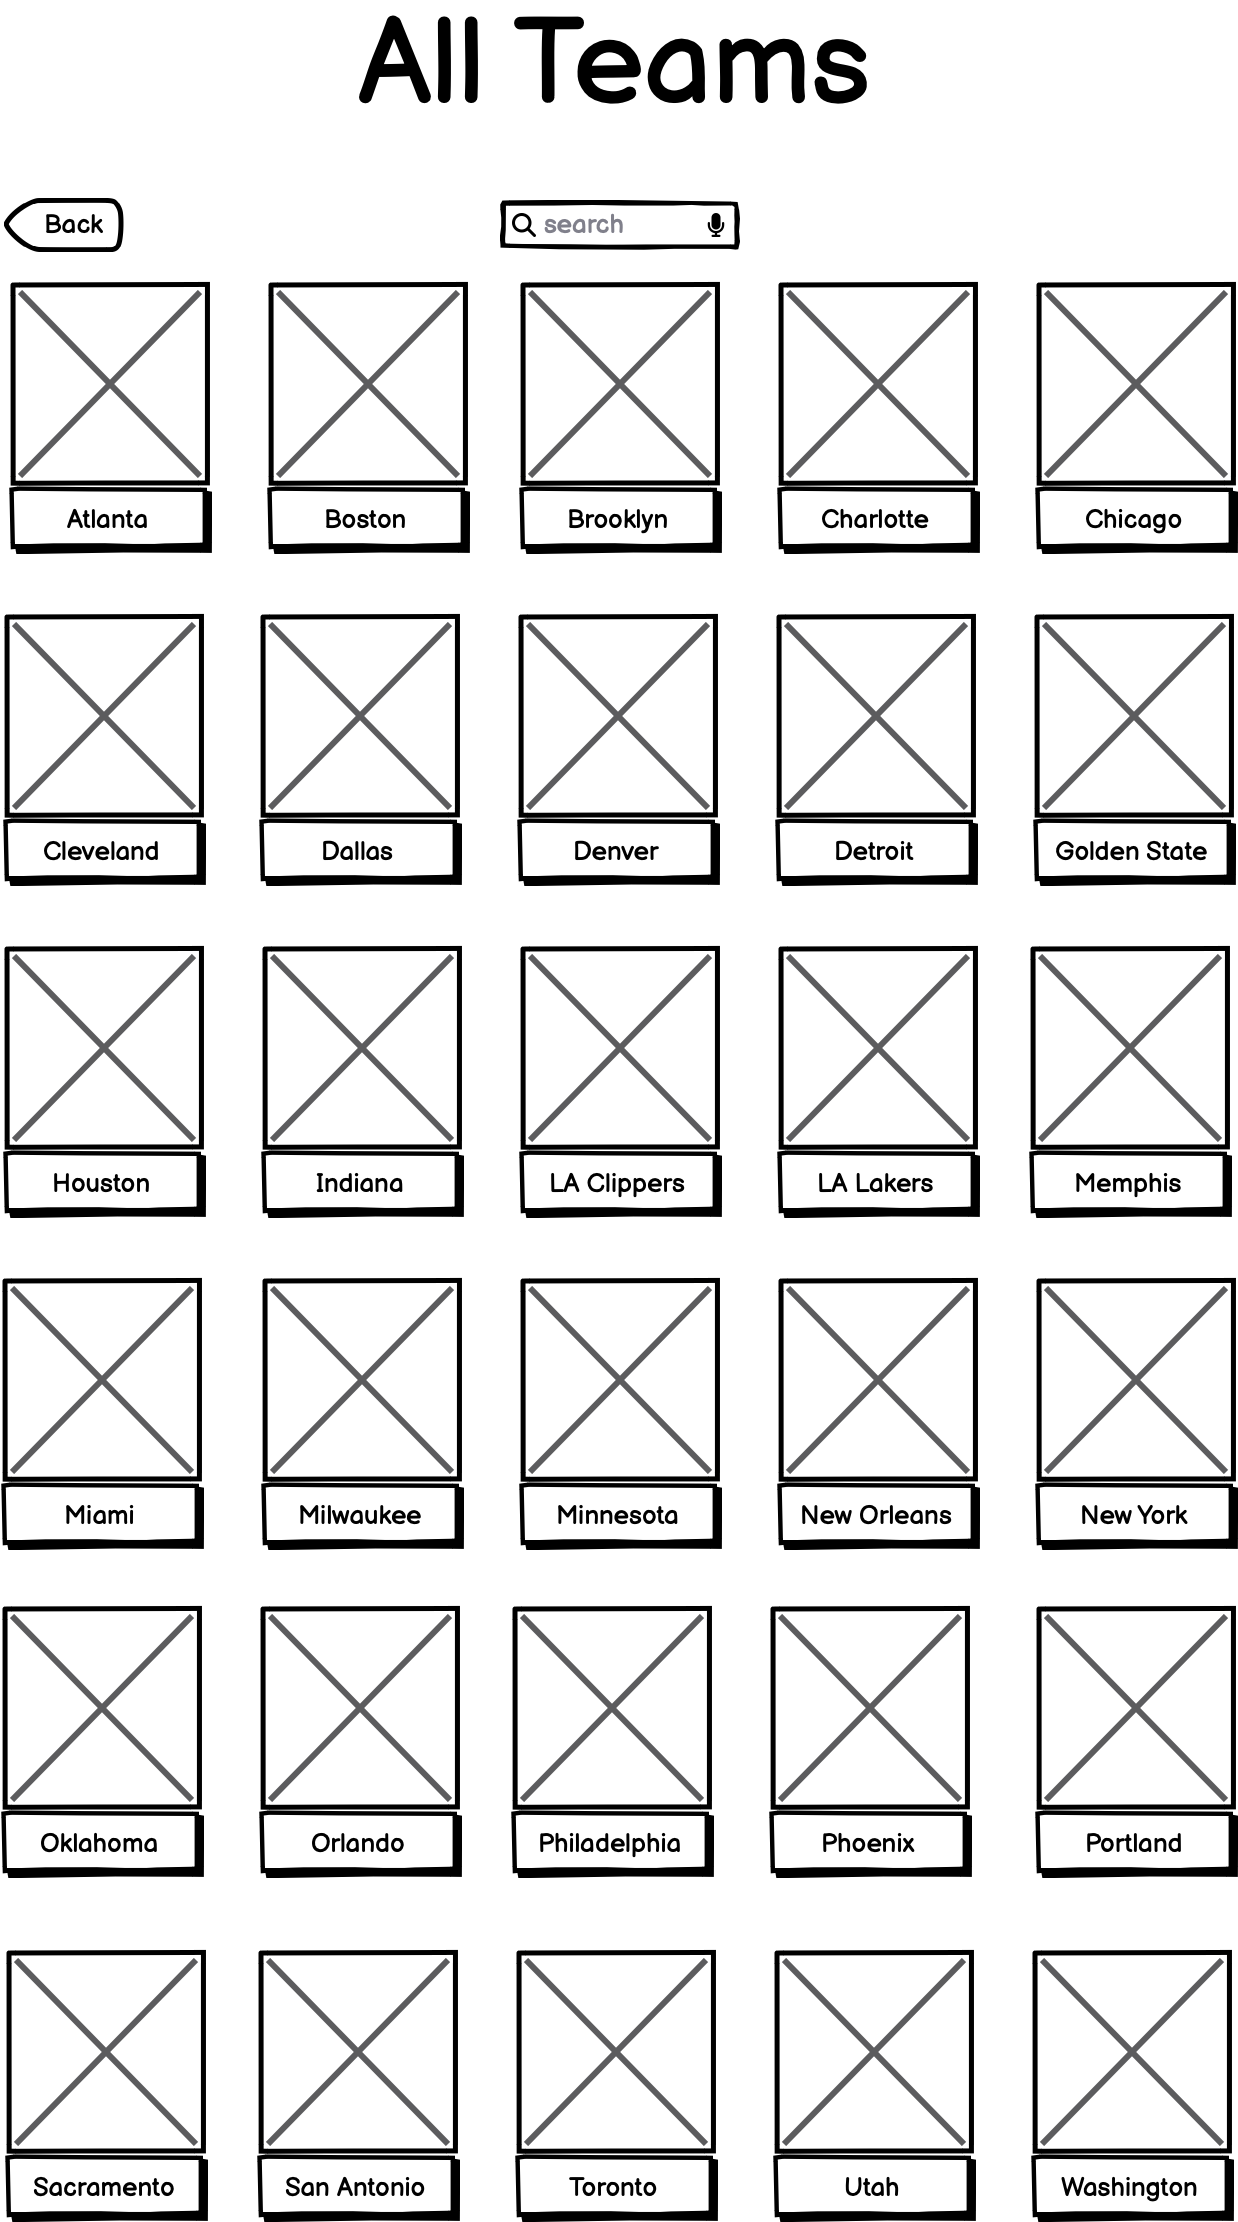 All Teams
Back
search
Atlanta
Boston
Brooklyn
Charlotte
Chicago
Cleveland
Dallas
Denver
Detroit
Golden State
Houston
Indiana
LA Clippers
LA Lakers
Memphis
Miami
Milwaukee
Minnesota
New Orleans
New York
Oklahoma
Orlando
Philadelphia
Phoenix
Portland
Sacramento
San Antonio
Toronto
Utah
Washington